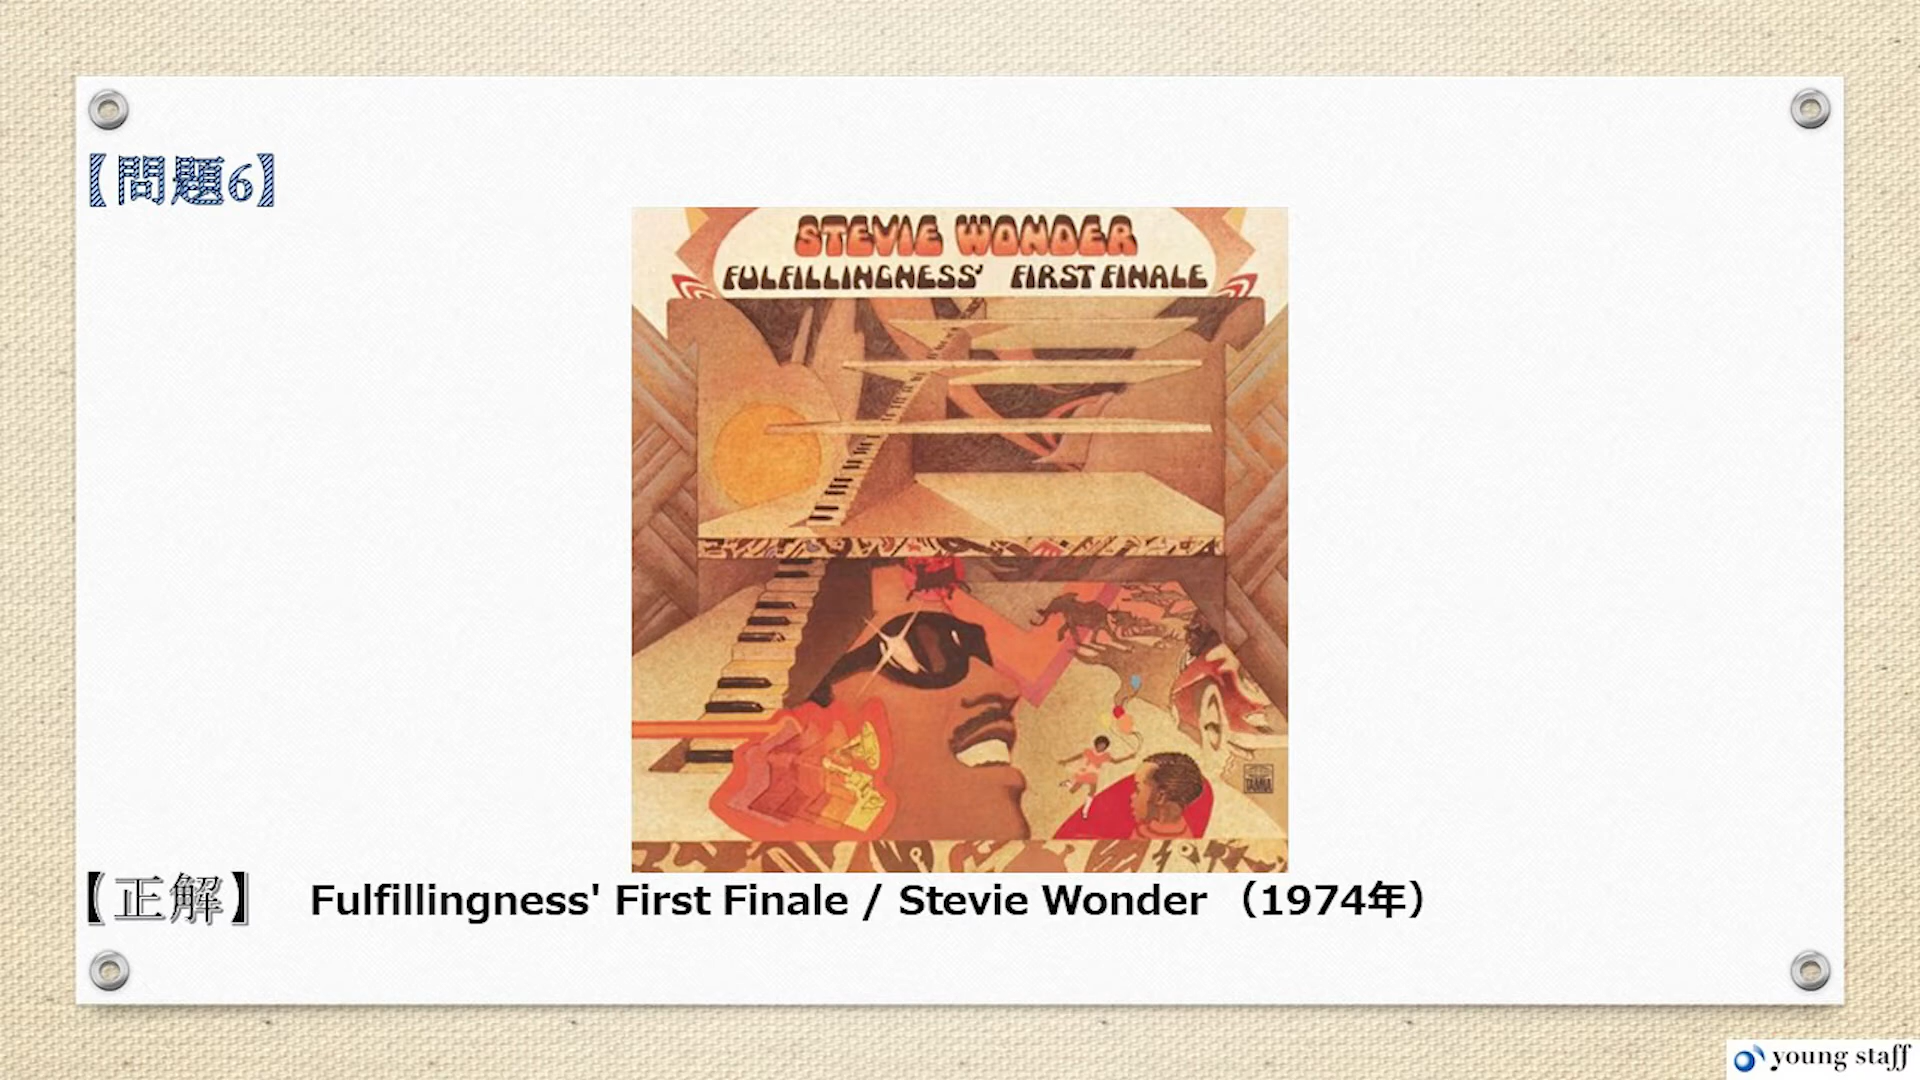 【問題6】
STEVIE WONDER
FULFILLINGNESS' FIRST FINALE
TAMLA
【正解】 Fulfillingness' First Finale / Stevie Wonder （1974年）
young staff